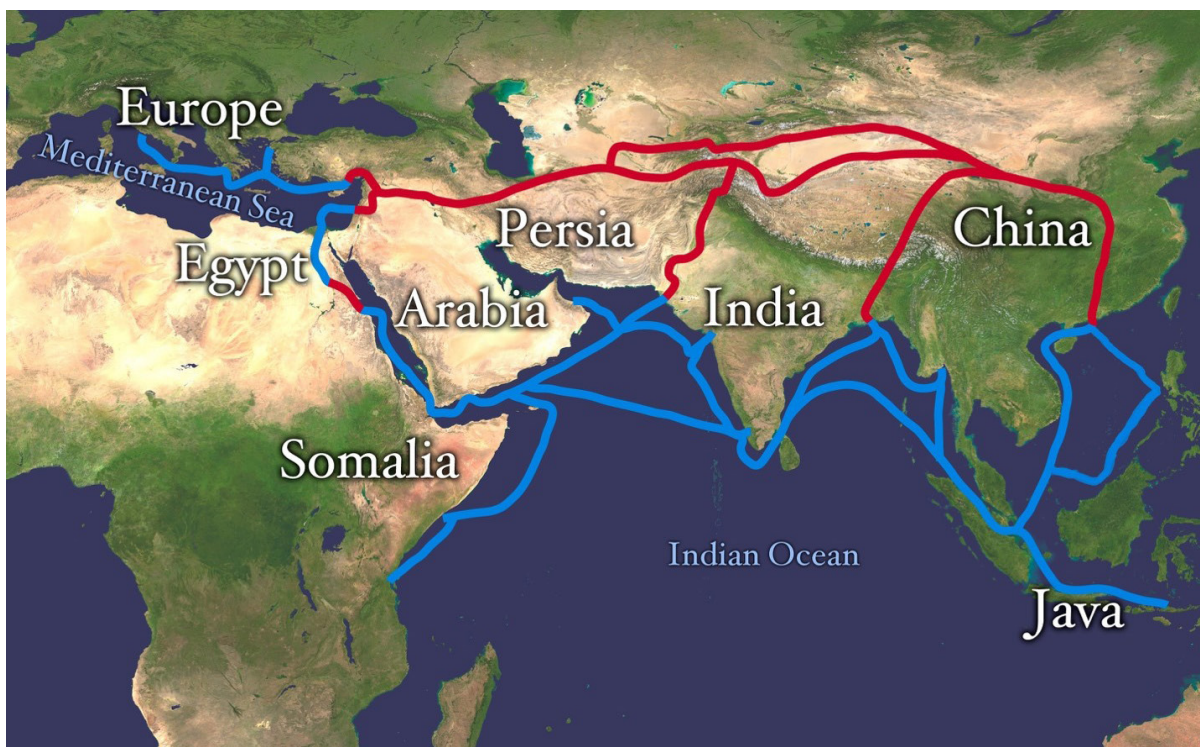 Europe
Mediterranean Sea
Egypt
Arabia
Persia
India
China
Somalia
Indian Ocean
Java